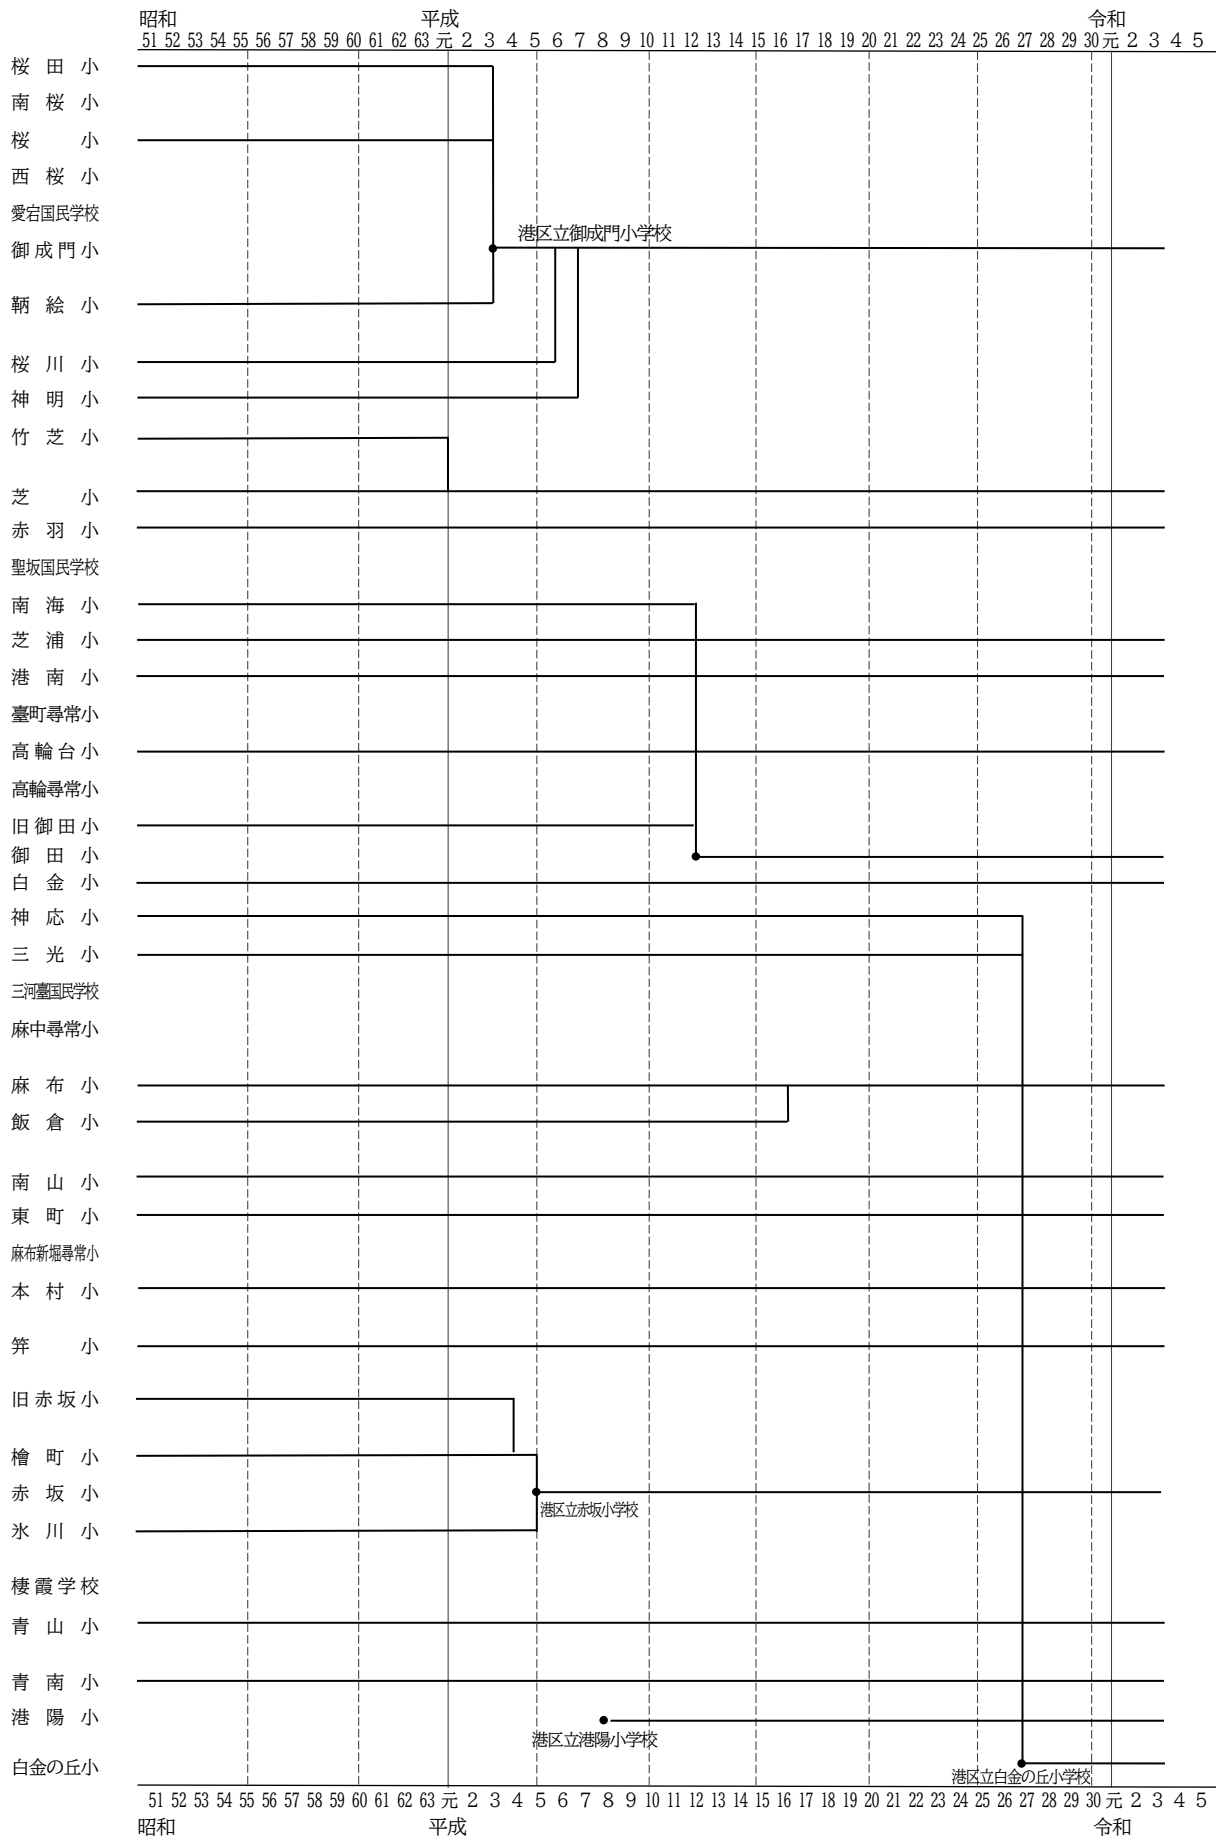 昭和 平成 令和
51 52 53 54 55 56 57 58 59 60 61 62 63 元 2 3 4 5 6 7 8 9 10 11 12 13 14 15 16 17 18 19 20 21 22 23 24 25 26 27 28 29 30 元 2 3 4 5
桜田小
南桜小
桜小
西桜小
愛宕国民学校
港区立御成門小学校
御成門小
鞆絵小
桜川小
神明小
竹芝小
芝小
赤羽小
聖坂国民学校
南海小
芝浦小
港南小
臺町尋常小
高輪台小
高輪尋常小
旧御田小
御田小
白金小
神応小
三光小
三河臺国民学校
麻中尋常小
麻布小
飯倉小
南山小
東町小
麻布新堀尋常小
本村小
笄小
旧赤坂小
檜町小
赤坂小
港区立赤坂小学校
氷川小
棲霞学校
青山小
青南小
港陽小
港区立港陽小学校
白金の丘小
港区立白金の丘小学校
51 52 53 54 55 56 57 58 59 60 61 62 63 元 2 3 4 5 6 7 8 9 10 11 12 13 14 15 16 17 18 19 20 21 22 23 24 25 26 27 28 29 30 元 2 3 4 5
昭和 平成 令和